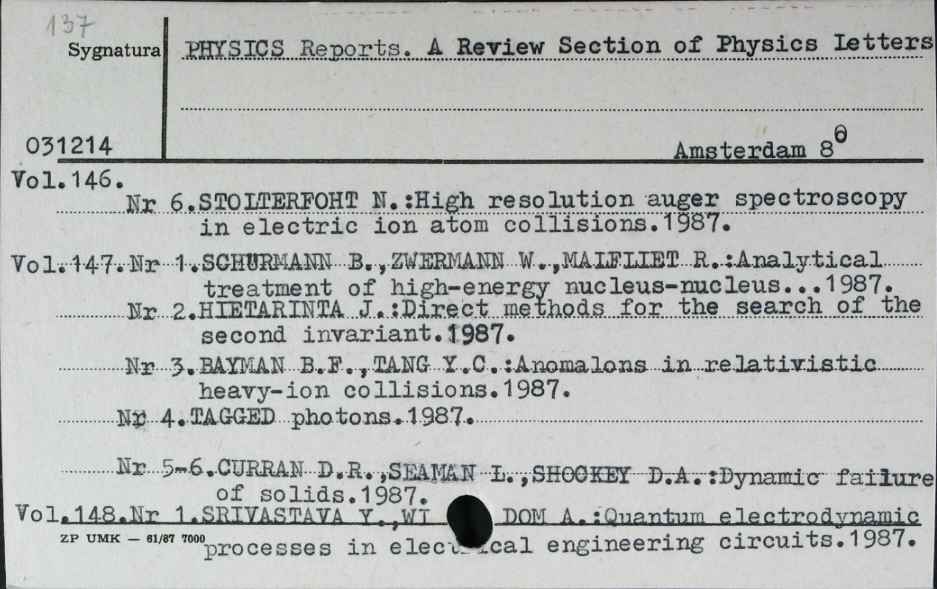 137
Sygnatura PHYSICS Reports. A Review Section of Physics Letters
031214 Amsterdam 8⁰
Vol.146.
Nr 6.STOLTERFOHT N.:High resolution auger spectroscopy
in electric ion atom collisions.1987.
Vol.147.Nr 1.SCHURMANN B.,ZWERMANN W.,MALFLIET R.:Analytical
treatment of high-energy nucleus-nucleus...1987.
Nr 2.HIETARINTA J.:Direct methods for the search of the
second invariant.1987.
Nr 3.BAYMAN B.F.,TANG Y.C.:Anomalons in relativistic
heavy-ion collisions.1987.
Nr 4.TAGGED photons.1987.
Nr 5-6.CURRAN D.R.,SEAMAN L.,SHOCKEY D.A.:Dynamic failure
of solids.1987.
Vol.148.Nr 1.SRIVASTAVA Y.,WI DOM A.:Quantum electrodynamic
ZP UMK — 61/87 7000 processes in elec ical engineering circuits.1987.